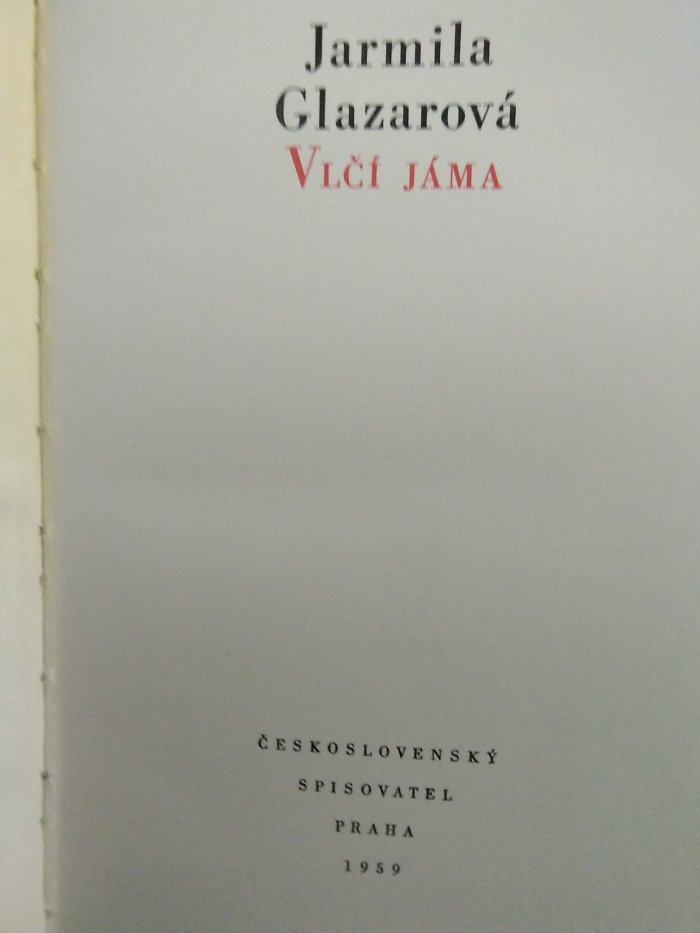 Jarmila
Glazarová
VLČÍ JÁMA
ČESKOSLOVENSKÝ
SPISOVATEL
PRAHA
1959